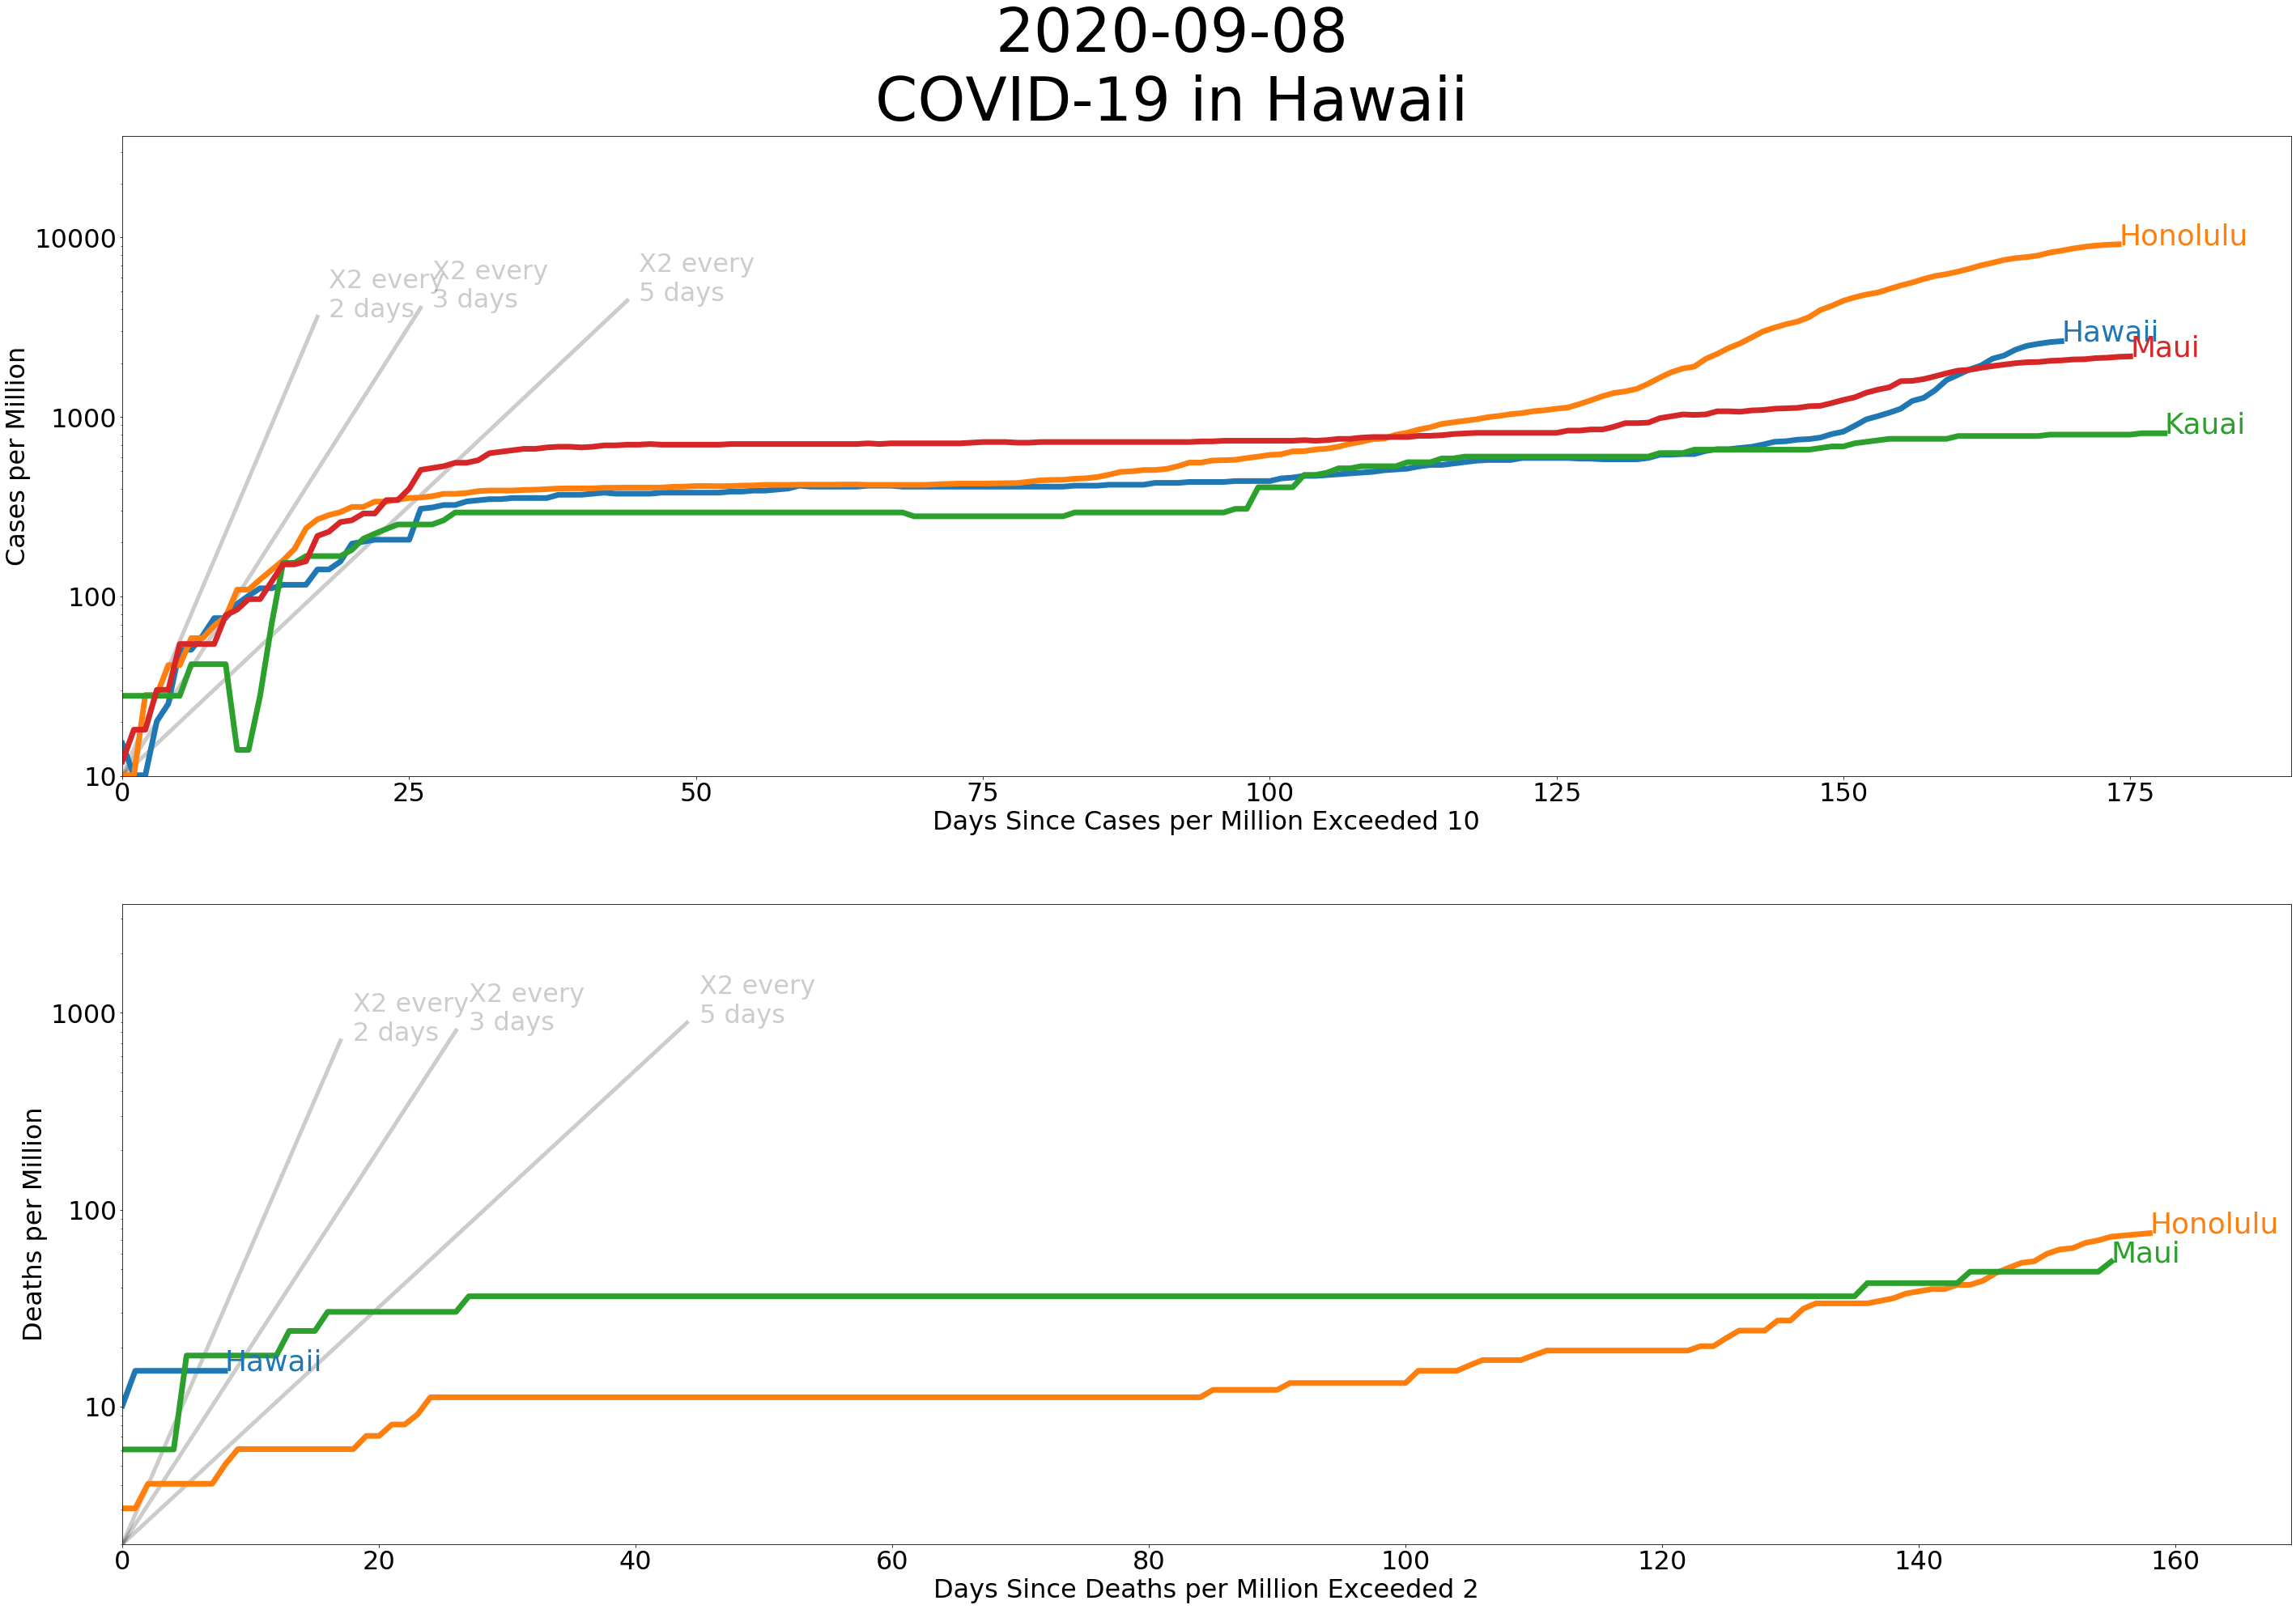 2020-09-08
COVID-19 in Hawaii
Cases per Million
10000
1000
100
10
X2 every
2 days
X2 every
3 days
X2 every
5 days
Honolulu
Hawaii
Maui
Kauai
0 25 50 75 100 125 150 175
Days Since Cases per Million Exceeded 10
Deaths per Million
1000
100
10
X2 every
2 days
X2 every
3 days
X2 every
5 days
Honolulu
Maui
Hawaii
0 20 40 60 80 100 120 140 160
Days Since Deaths per Million Exceeded 2